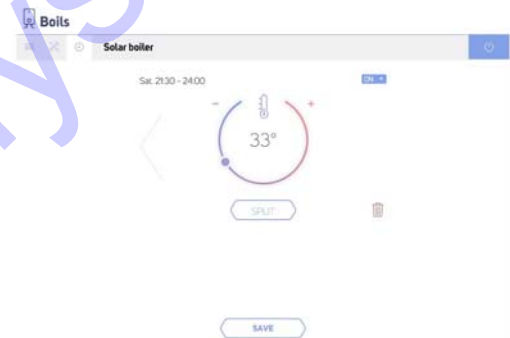 Boils
Solar boiler
Sat. 21:30 - 24:00
ON
- +
33°
SPLIT
SAVE